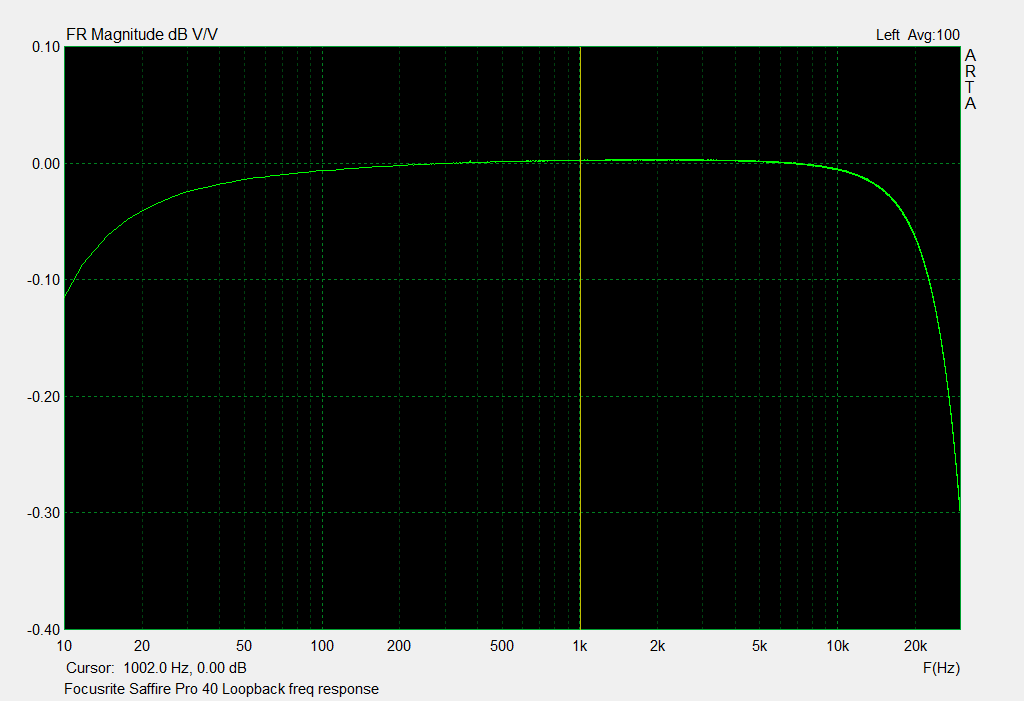 FR Magnitude dB V/V
Left Avg:100
A
R
T
A
0.10
0.00
-0.10
-0.20
-0.30
-0.40
10 20 50 100 200 500 1k 2k 5k 10k 20k
Cursor: 1002.0 Hz, 0.00 dB
F(Hz)
Focusrite Saffire Pro 40 Loopback freq response